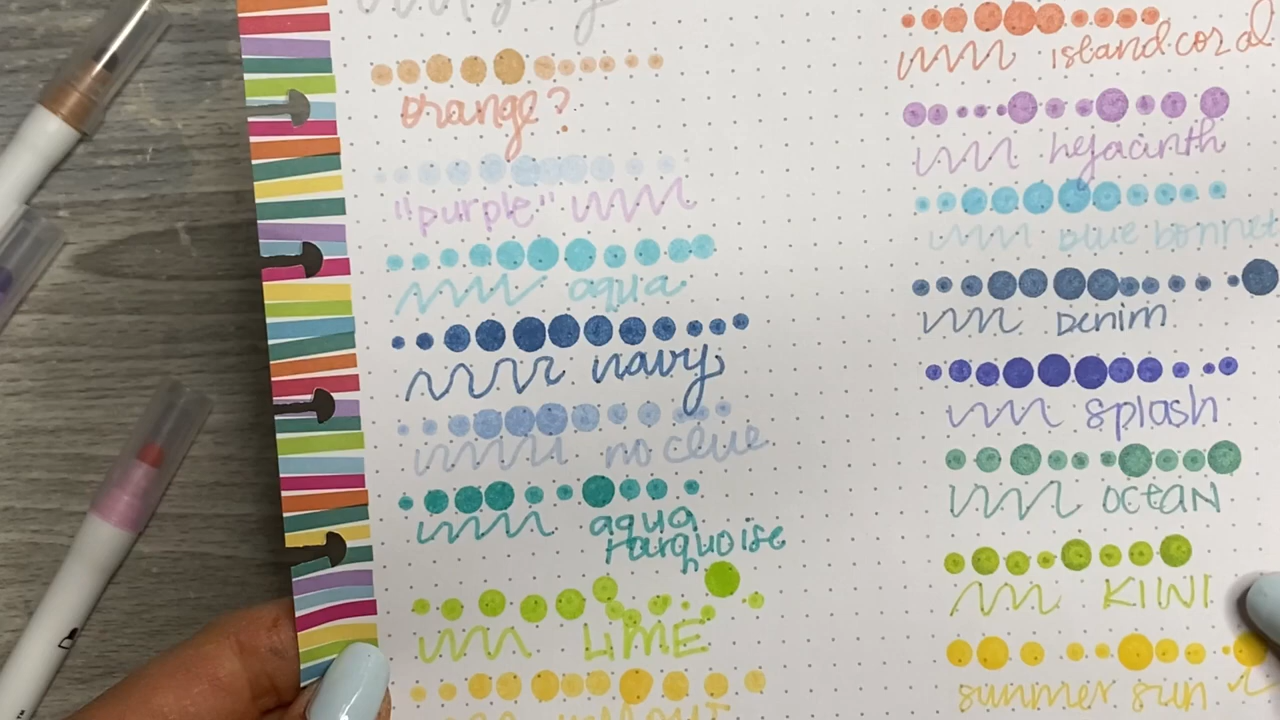 orange?
"purple"
aqua
navy
no clue
aqua
turquoise
LIME
island coral
hyacinth
blue bonnet
Denim
splash
OCEAN
KIWI
summer sun